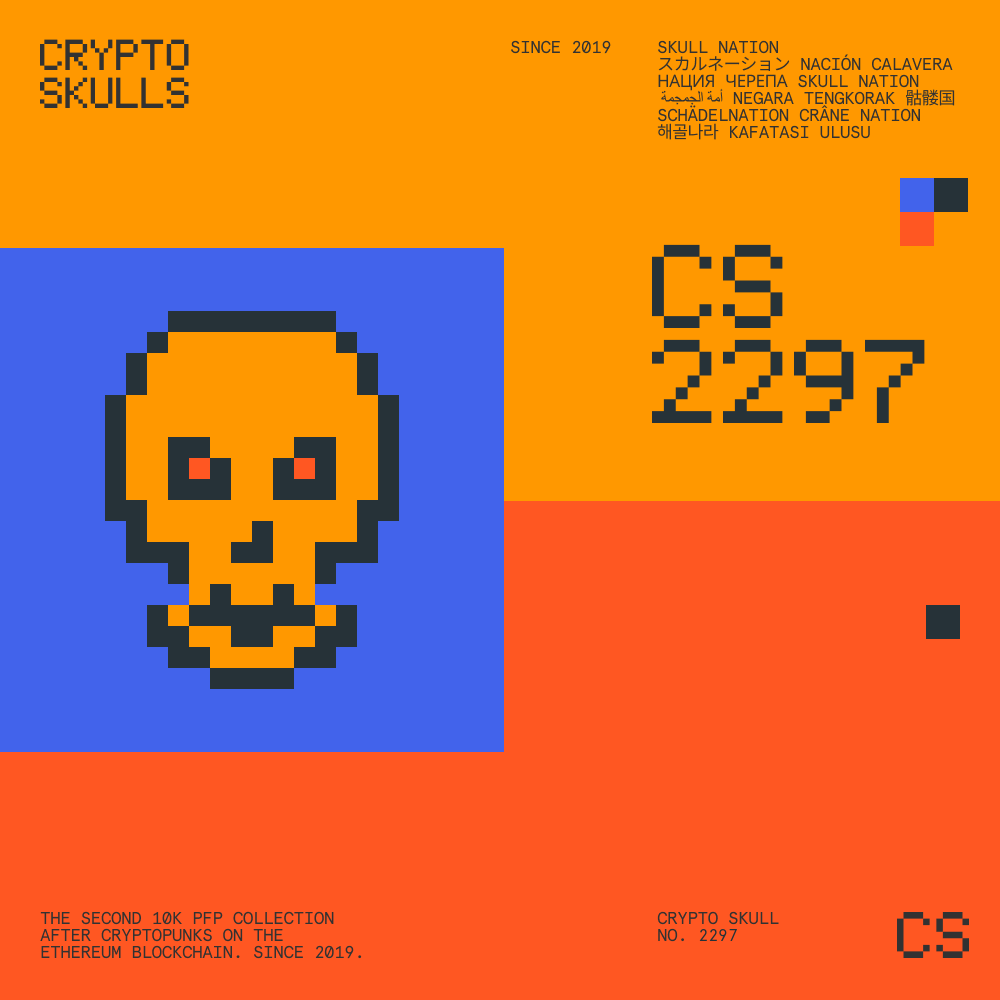 CRYPTO
SKULLS
SINCE 2019
SKULL NATION
スカルネーション NACIÓN CALAVERA
НАЦИЯ ЧЕРЕПА SKULL NATION
أمة الجمجمة NEGARA TENGKORAK 骷髅国
SCHÄDELNATION CRÂNE NATION
해골나라 KAFATASI ULUSU
CS
2297
THE SECOND 10K PFP COLLECTION
AFTER CRYPTOPUNKS ON THE
ETHEREUM BLOCKCHAIN. SINCE 2019.
CRYPTO SKULL
NO. 2297
CS